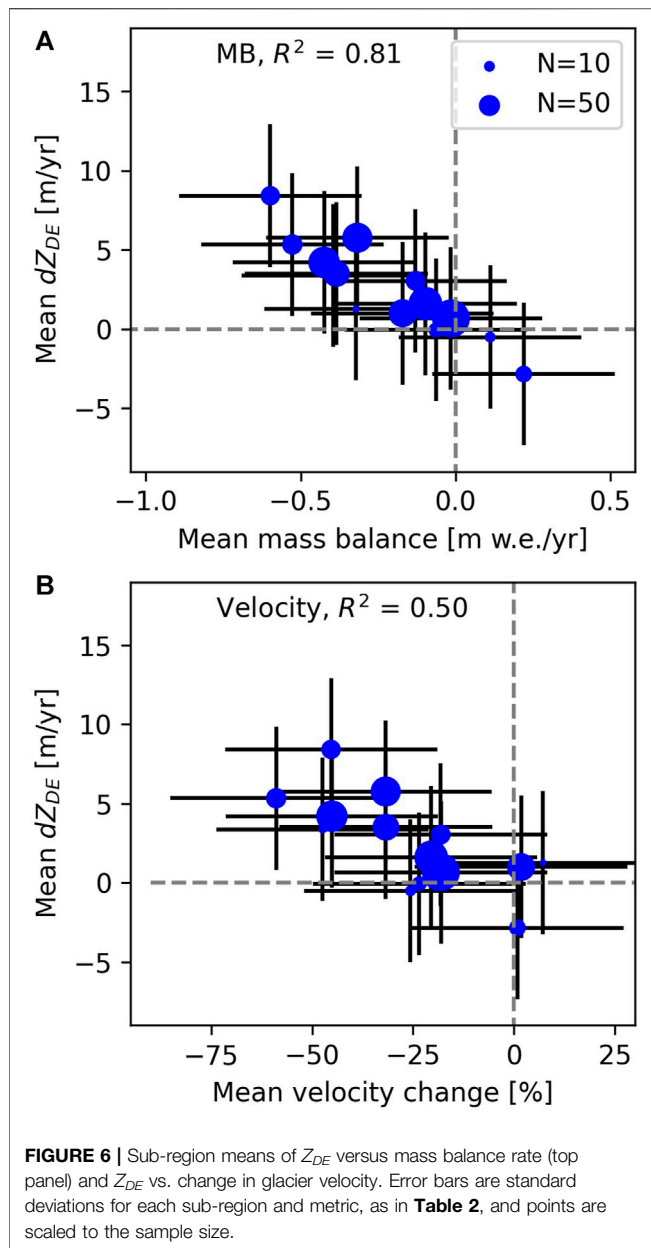 A
MB, R² = 0.81
N=10
N=50
15
10
5
0
−5
Mean dZ_DE [m/yr]
−1.0 −0.5 0.0 0.5
Mean mass balance [m w.e./yr]
B
Velocity, R² = 0.50
15
10
5
0
−5
Mean dZ_DE [m/yr]
−75 −50 −25 0 25
Mean velocity change [%]
FIGURE 6 | Sub-region means of Z_DE versus mass balance rate (top
panel) and Z_DE vs. change in glacier velocity. Error bars are standard
deviations for each sub-region and metric, as in Table 2, and points are
scaled to the sample size.